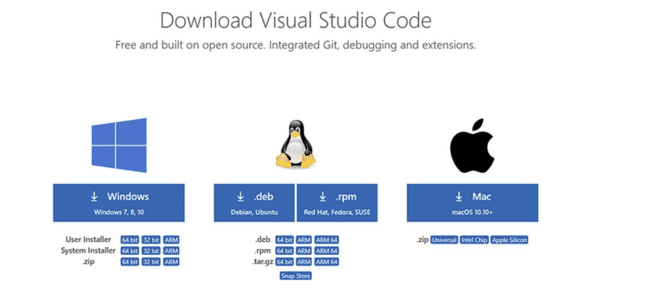 Download Visual Studio Code
Free and built on open source. Integrated Git, debugging and extensions.
Windows
Windows 7, 8, 10
User Installer 64 bit 32 bit ARM
System Installer 64 bit 32 bit ARM
.zip 64 bit 32 bit ARM
.deb
Debian, Ubuntu
.rpm
Red Hat, Fedora, SUSE
.deb 64 bit ARM ARM 64
.rpm 64 bit ARM ARM 64
.tar.gz 64 bit ARM ARM 64
Snap Store
Mac
macOS 10.10+
.zip Universal Intel Chip Apple Silicon